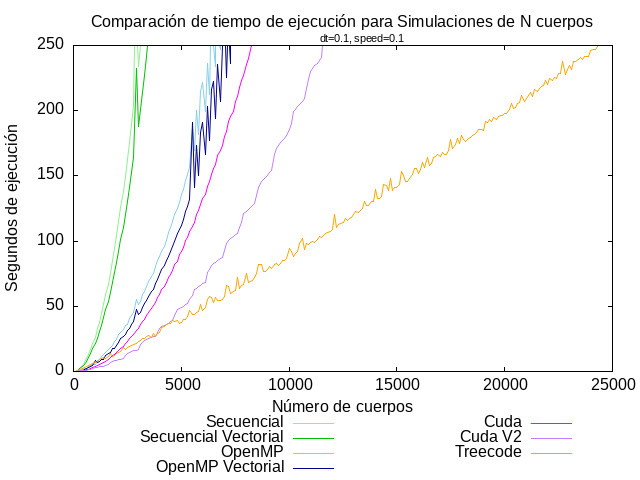 Comparación de tiempo de ejecución para Simulaciones de N cuerpos
dt=0.1, speed=0.1
250
200
150
100
50
0
Segundos de ejecución
0 5000 10000 15000 20000 25000
Número de cuerpos
Secuencial
Secuencial Vectorial
OpenMP
OpenMP Vectorial
Cuda
Cuda V2
Treecode